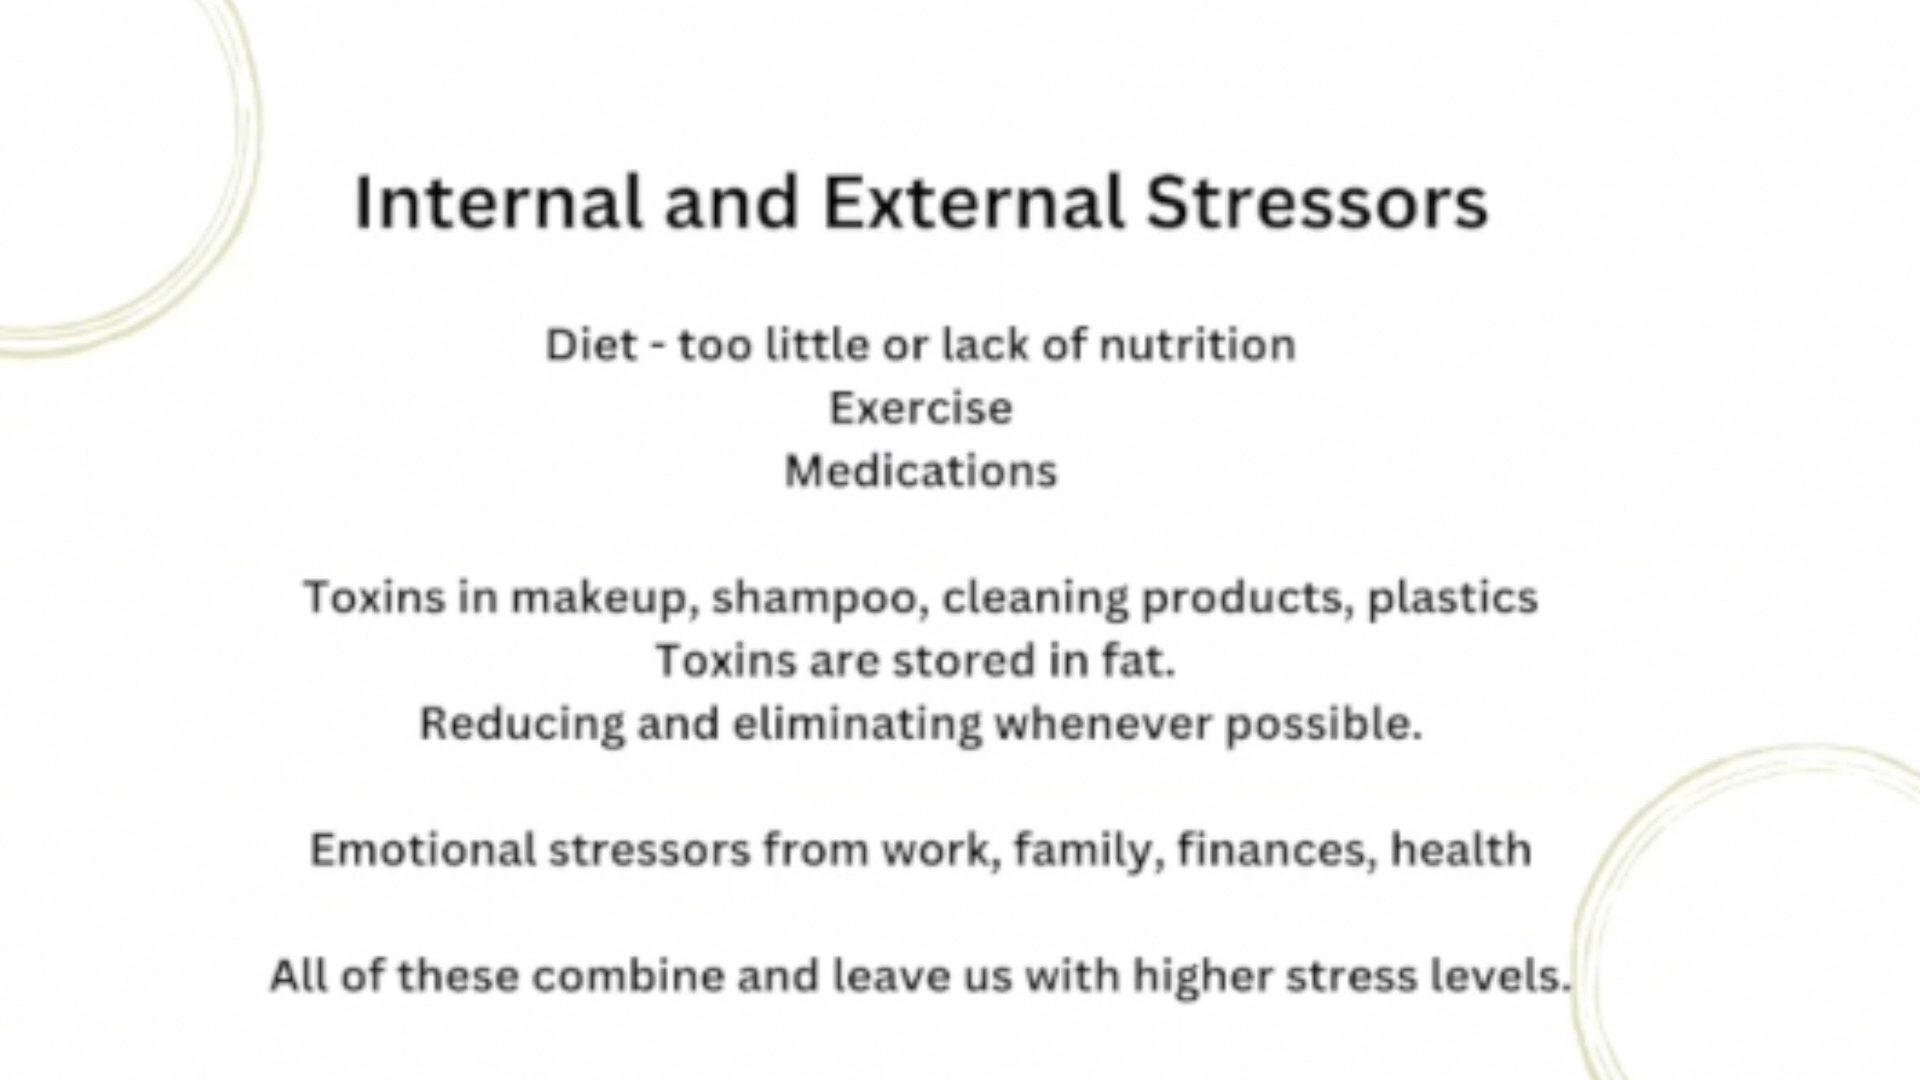 Internal and External Stressors
Diet - too little or lack of nutrition
Exercise
Medications
Toxins in makeup, shampoo, cleaning products, plastics
Toxins are stored in fat.
Reducing and eliminating whenever possible.
Emotional stressors from work, family, finances, health
All of these combine and leave us with higher stress levels.